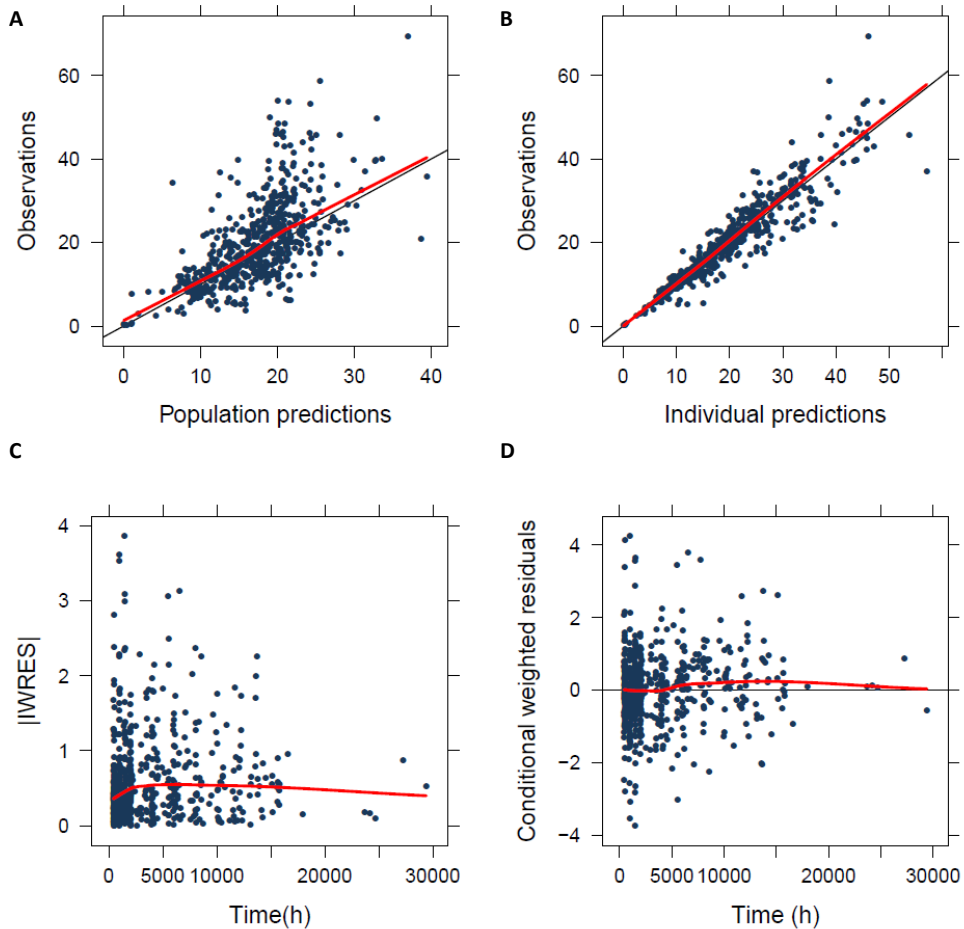 A
Observations
60
40
20
0
0 10 20 30 40
Population predictions
B
Observations
60
40
20
0
0 10 20 30 40 50
Individual predictions
C
|IWRES|
4
3
2
1
0
0 5000 10000 20000 30000
Time(h)
D
Conditional weighted residuals
4
2
0
−2
−4
0 5000 10000 20000 30000
Time (h)